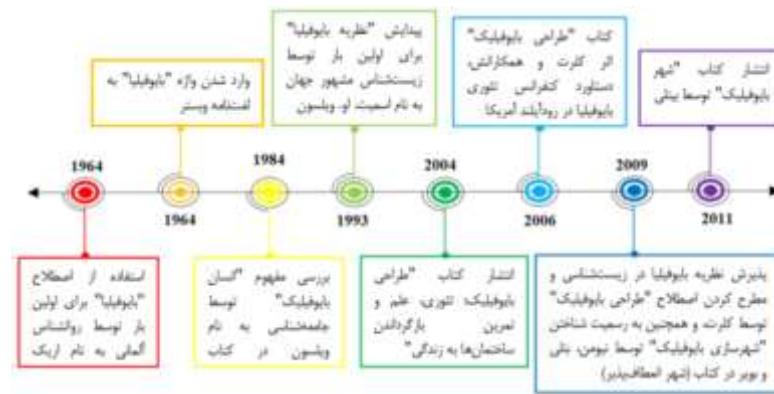 وارد شدن واژه "بایوفیلیا" به
لغتنامه وبستر
پیدایش "نظریه بایوفیلیا"
برای اولین بار توسط
زیست‌شناس مشهور جهان
به نام اسمیت. او. ویلسون
کتاب "طراحی بایوفیلیک"
اثر کلرت و همکارانش،
دستاورد کنفرانس تئوری
بایوفیلیا در رودآیلند آمریکا
انتشار کتاب "شهر
بایوفیلیک" توسط بیتلی
1964
1964
1984
1993
2004
2006
2009
2011
استفاده از اصطلاح
"بایوفیلیا" برای اولین
بار توسط روانشناس
آلمانی به نام اریک
بررسی مفهوم "انسان
بایوفیلیک" توسط
جامعه‌شناسی به نام
ویلسون در کتاب
انتشار کتاب "طراحی
بایوفیلیک: تئوری، علم و
تمرین بازگرداندن
ساختمان‌ها به زندگی"
پذیرش نظریه بایوفیلیا در زیست‌شناسی و
مطرح کردن اصطلاح "طراحی بایوفیلیک"
توسط کلرت، و همچنین به رسمیت شناختن
"شهرسازی بایوفیلیک" توسط نیومن، بتلی
و بویر در کتاب (شهر انعطاف‌پذیر)